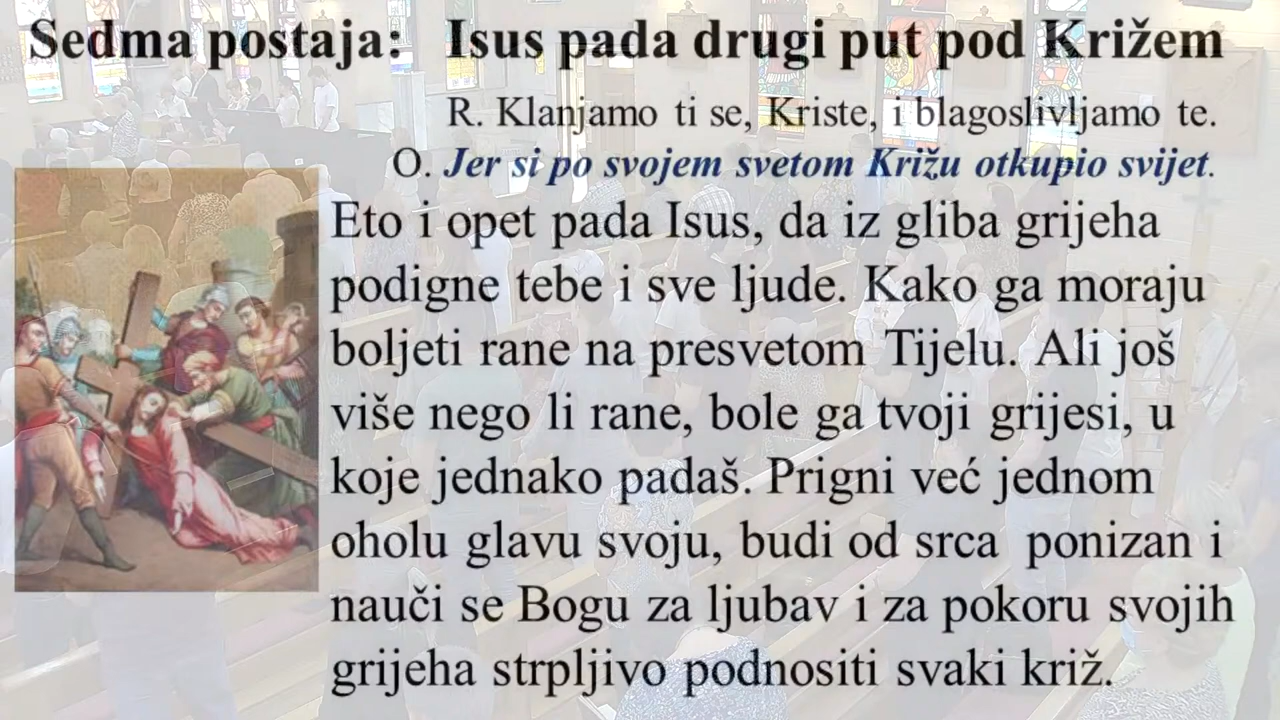 Sedma postaja: Isus pada drugi put pod Križem
R. Klanjamo ti se, Kriste, i blagoslivljamo te.
O. Jer si po svojem svetom Križu otkupio svijet.
Eto i opet pada Isus, da iz gliba grijeha
podigne tebe i sve ljude. Kako ga moraju
boljeti rane na presvetom Tijelu. Ali još
više nego li rane, bole ga tvoji grijesi, u
koje jednako padaš. Prigni već jednom
oholu glavu svoju, budi od srca ponizan i
nauči se Bogu za ljubav i za pokoru svojih
grijeha strpljivo podnositi svaki križ.